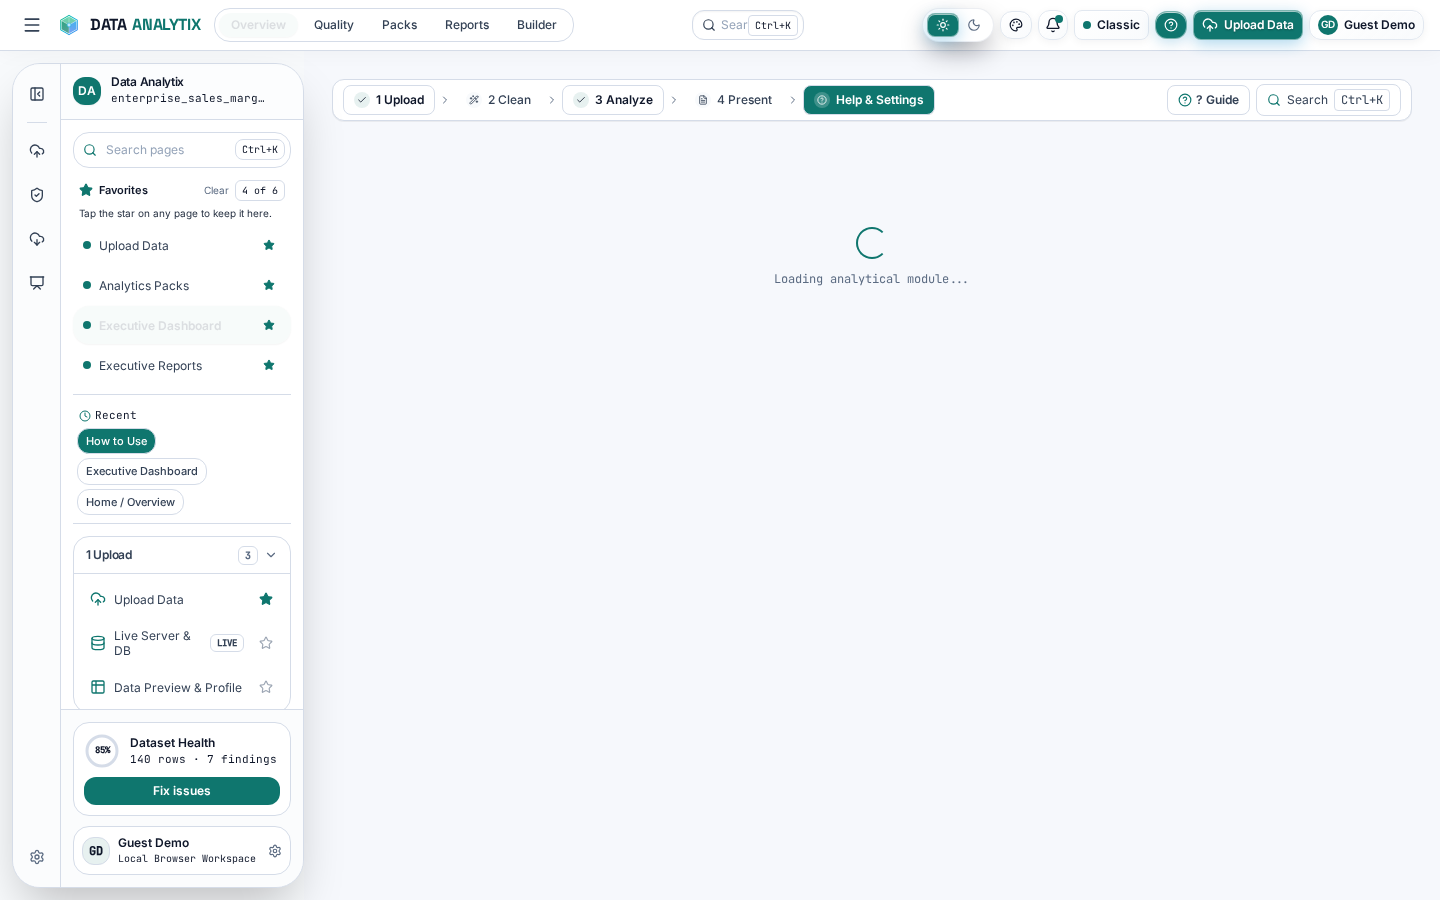 DATA ANALYTIX
Overview
Quality
Packs
Reports
Builder
Sear
Ctrl+K
Classic
Upload Data
GD
Guest Demo
DA
Data Analytix
enterprise_sales_marg…
1 Upload
2 Clean
3 Analyze
4 Present
Help & Settings
? Guide
Search
Ctrl+K
Search pages
Ctrl+K
Favorites
Clear
4 of 6
Tap the star on any page to keep it here.
Upload Data
Analytics Packs
Executive Dashboard
Executive Reports
Loading analytical module...
Recent
How to Use
Executive Dashboard
Home / Overview
1 Upload
3
Upload Data
Live Server & DB
LIVE
Data Preview & Profile
85%
Dataset Health
140 rows · 7 findings
Fix issues
GD
Guest Demo
Local Browser Workspace